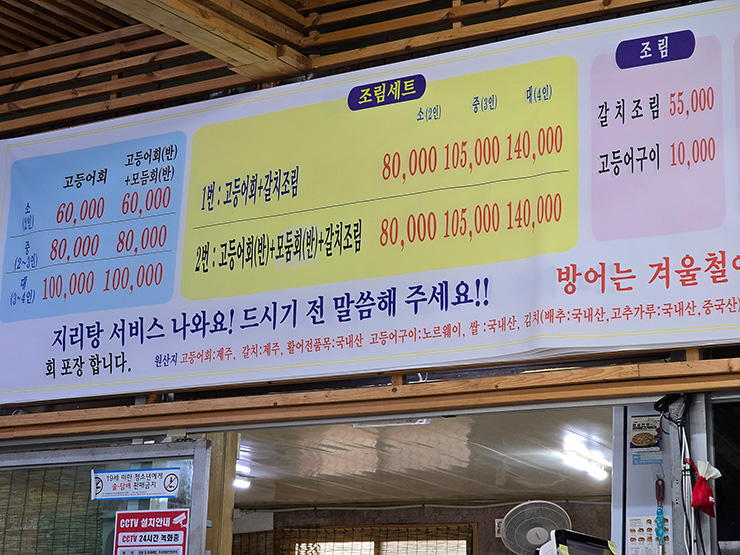 고등어회 고등어회(반)
+모듬회(반)
소
(2인) 60,000 60,000
중
(2~3인) 80,000 80,000
대
(3~4인) 100,000 100,000
조림세트
소(2인) 중(3인) 대(4인)
1번 : 고등어회+갈치조림 80,000 105,000 140,000
2번 : 고등어회(반)+모듬회(반)+갈치조림 80,000 105,000 140,000
조림
갈치조림 55,000
고등어구이 10,000
지리탕 서비스 나와요! 드시기 전 말씀해 주세요!!
방어는 겨울철에
회 포장 합니다.
원산지 고등어회:제주, 갈치:제주, 활어전품목:국내산 고등어구이:노르웨이, 쌀 :국내산, 김치(배추:국내산,고추가루:국내산,중국산)
19세 미만 청소년에게
술·담배 판매금지
CCTV 설치안내
CCTV 24시간 녹화중